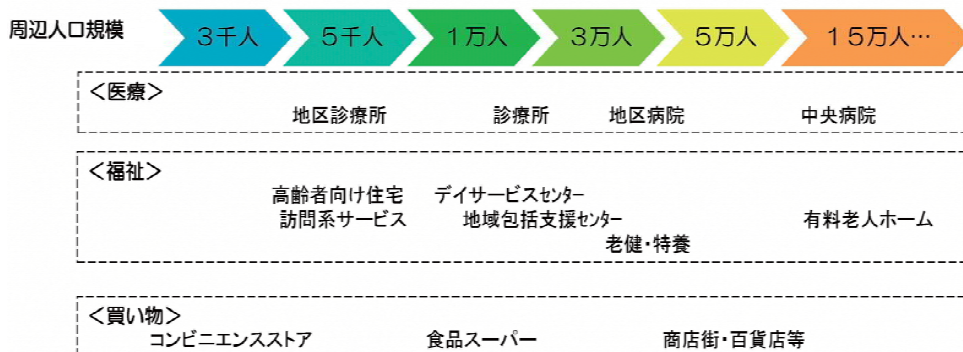 周辺人口規模 3千人 5千人 1万人 3万人 5万人 15万人…
<医療>
地区診療所 診療所 地区病院 中央病院
<福祉>
高齢者向け住宅 デイサービスセンター
訪問系サービス 地域包括支援センター 有料老人ホーム
老健・特養
<買い物>
コンビニエンスストア 食品スーパー 商店街・百貨店等